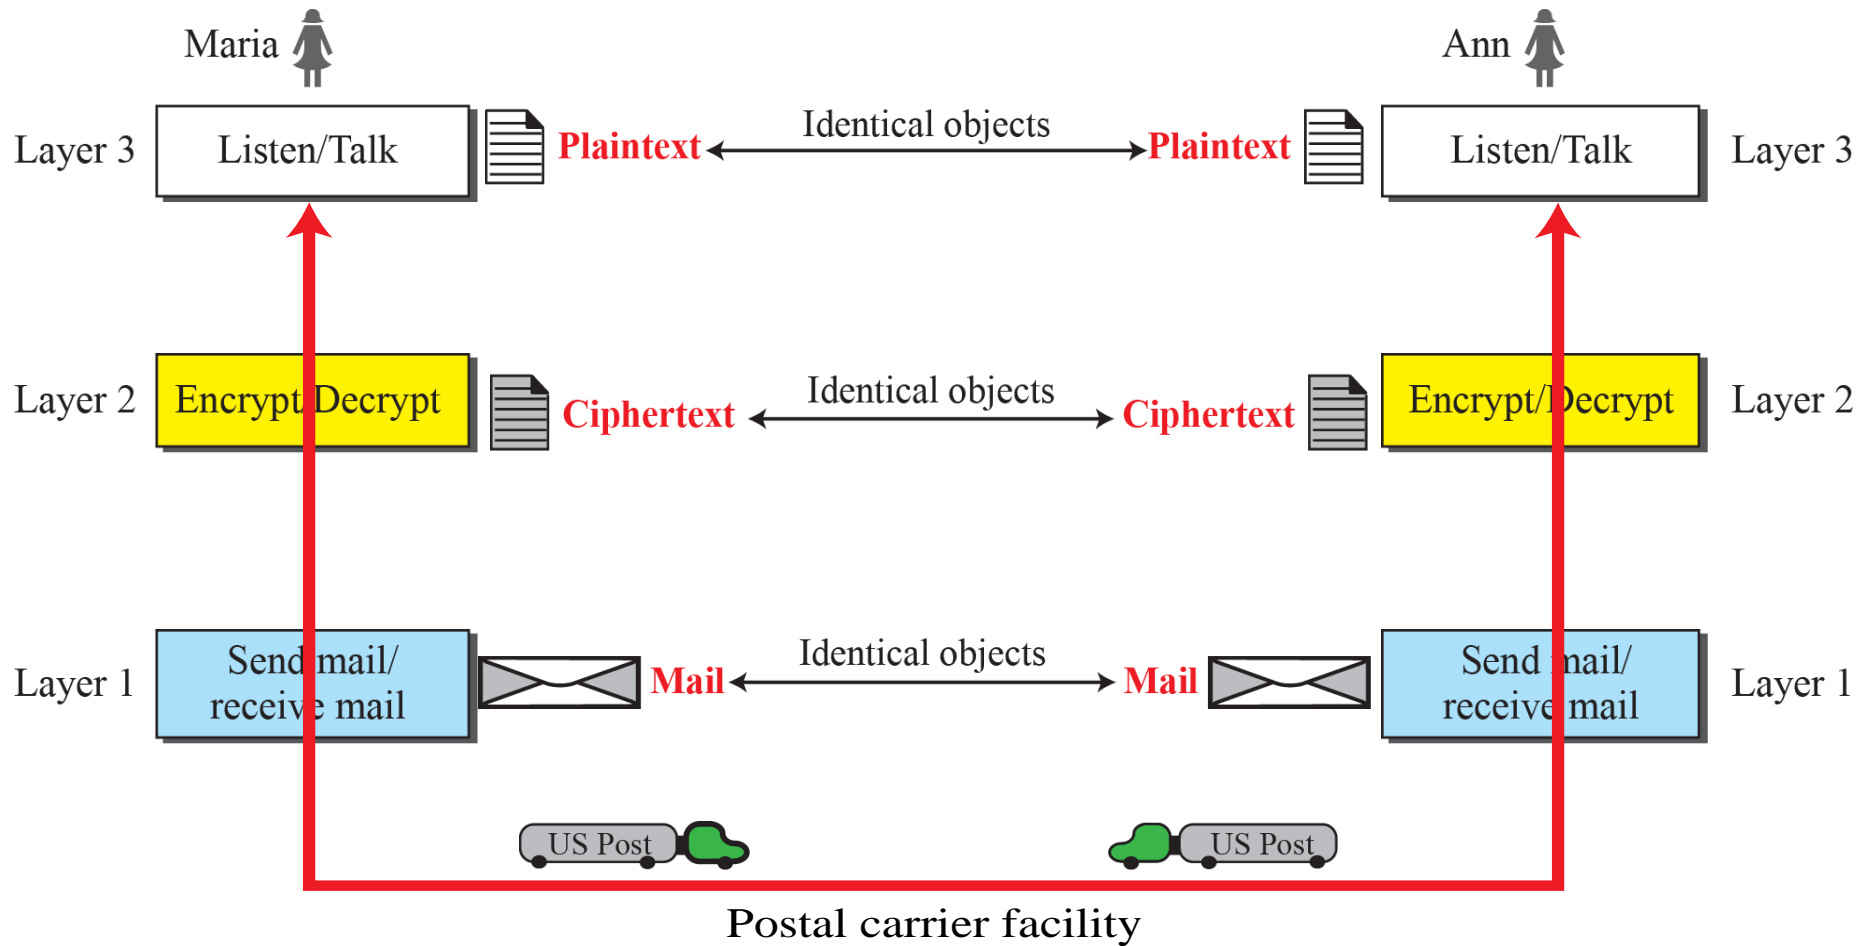 Maria
Ann
Layer 3
Listen/Talk
Plaintext
Identical objects
Plaintext
Listen/Talk
Layer 3
Layer 2
Encrypt/Decrypt
Ciphertext
Identical objects
Ciphertext
Encrypt/Decrypt
Layer 2
Layer 1
Send mail/
receive mail
Mail
Identical objects
Mail
Send mail/
receive mail
Layer 1
US Post
US Post
Postal carrier facility